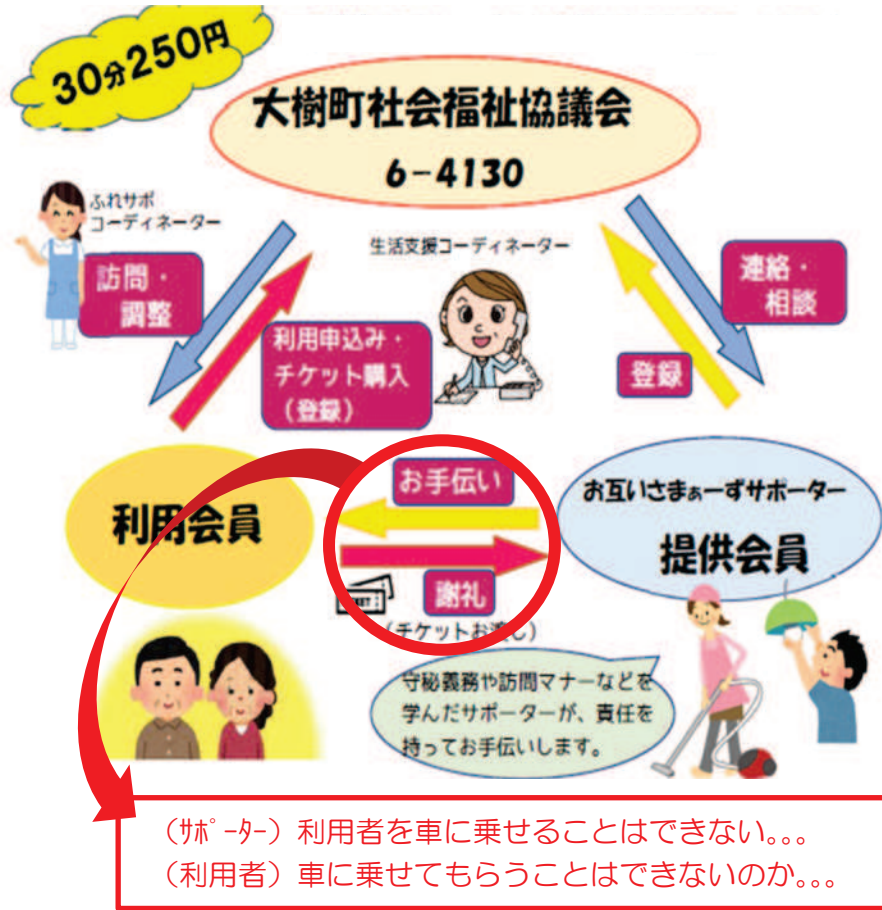 30分250円
大樹町社会福祉協議会
6-4130
ふれサポ
コーディネーター
訪問・
調整
生活支援コーディネーター
利用申込み・
チケット購入
(登録)
連絡・
相談
登録
利用会員
お手伝い
謝礼
(チケットお渡し)
お互いさまぁーずサポーター
提供会員
守秘義務や訪問マナーなどを
学んだサポーターが、責任を
持ってお手伝いします。
(ｻﾎﾟｰﾀｰ)利用者を車に乗せることはできない。。。
(利用者)車に乗せてもらうことはできないのか。。。